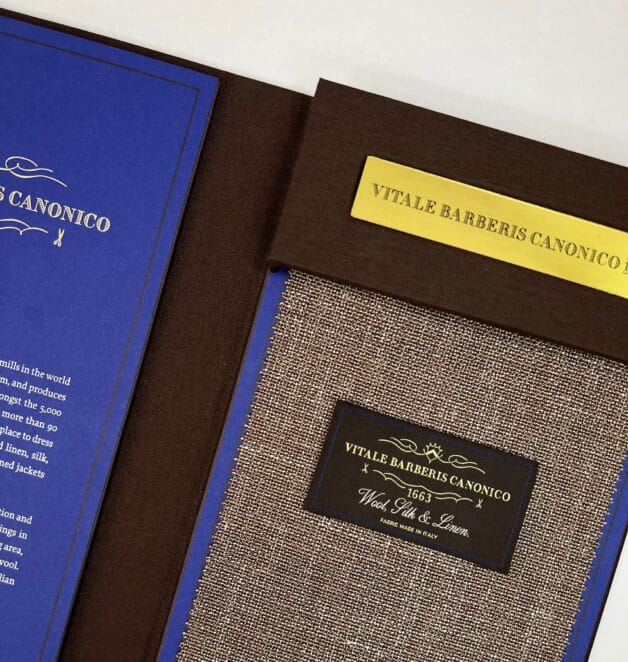 S CANONICO
mills in the world
m, and produces
ongst the 5,000
more than 90
place to dress
d linen, silk,
ned jackets
tion and
ings in
g area,
wool.
lian
VITALE BARBERIS CANONICO
VITALE BARBERIS CANONICO
1663
Wool, Silk & Linen.
FABRIC MADE IN ITALY